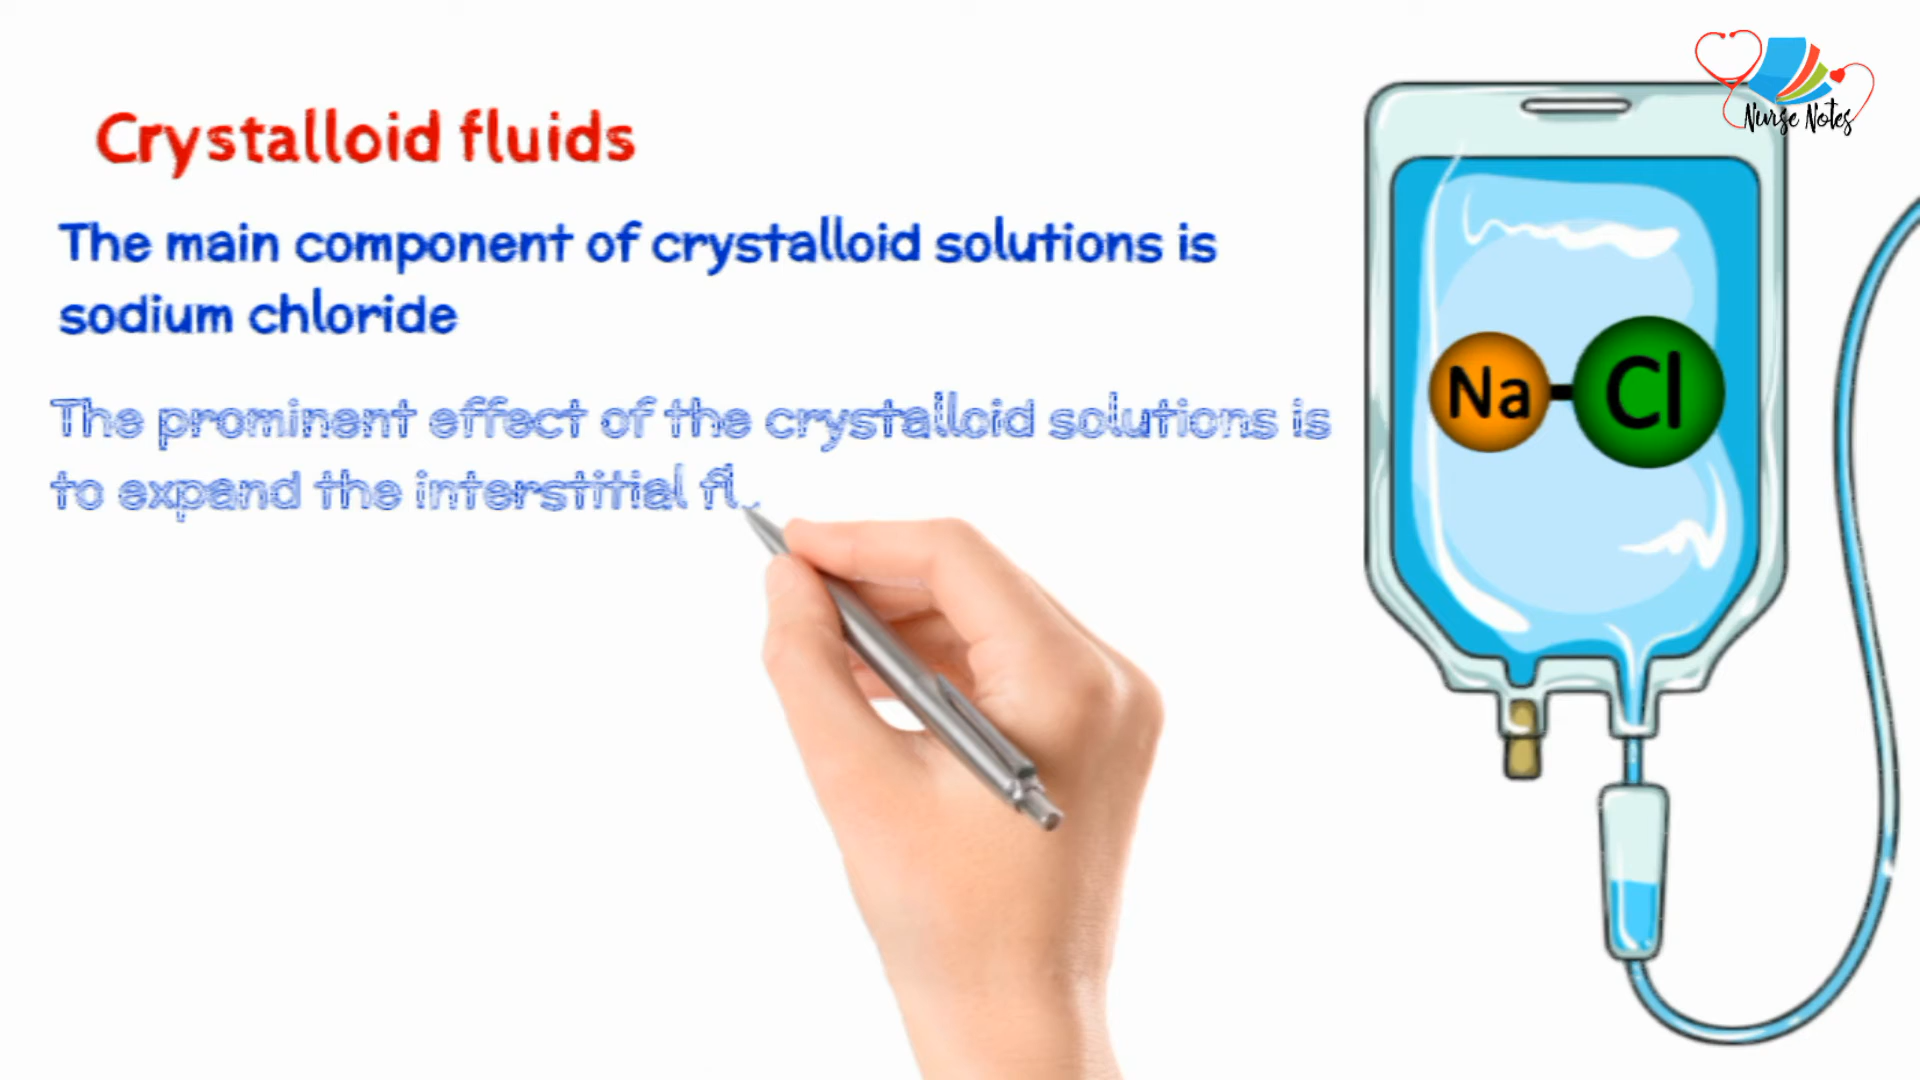 Nurse Notes
Crystalloid fluids
The main component of crystalloid solutions is
sodium chloride
The prominent effect of the crystalloid solutions is
to expand the interstitial fl
Na Cl